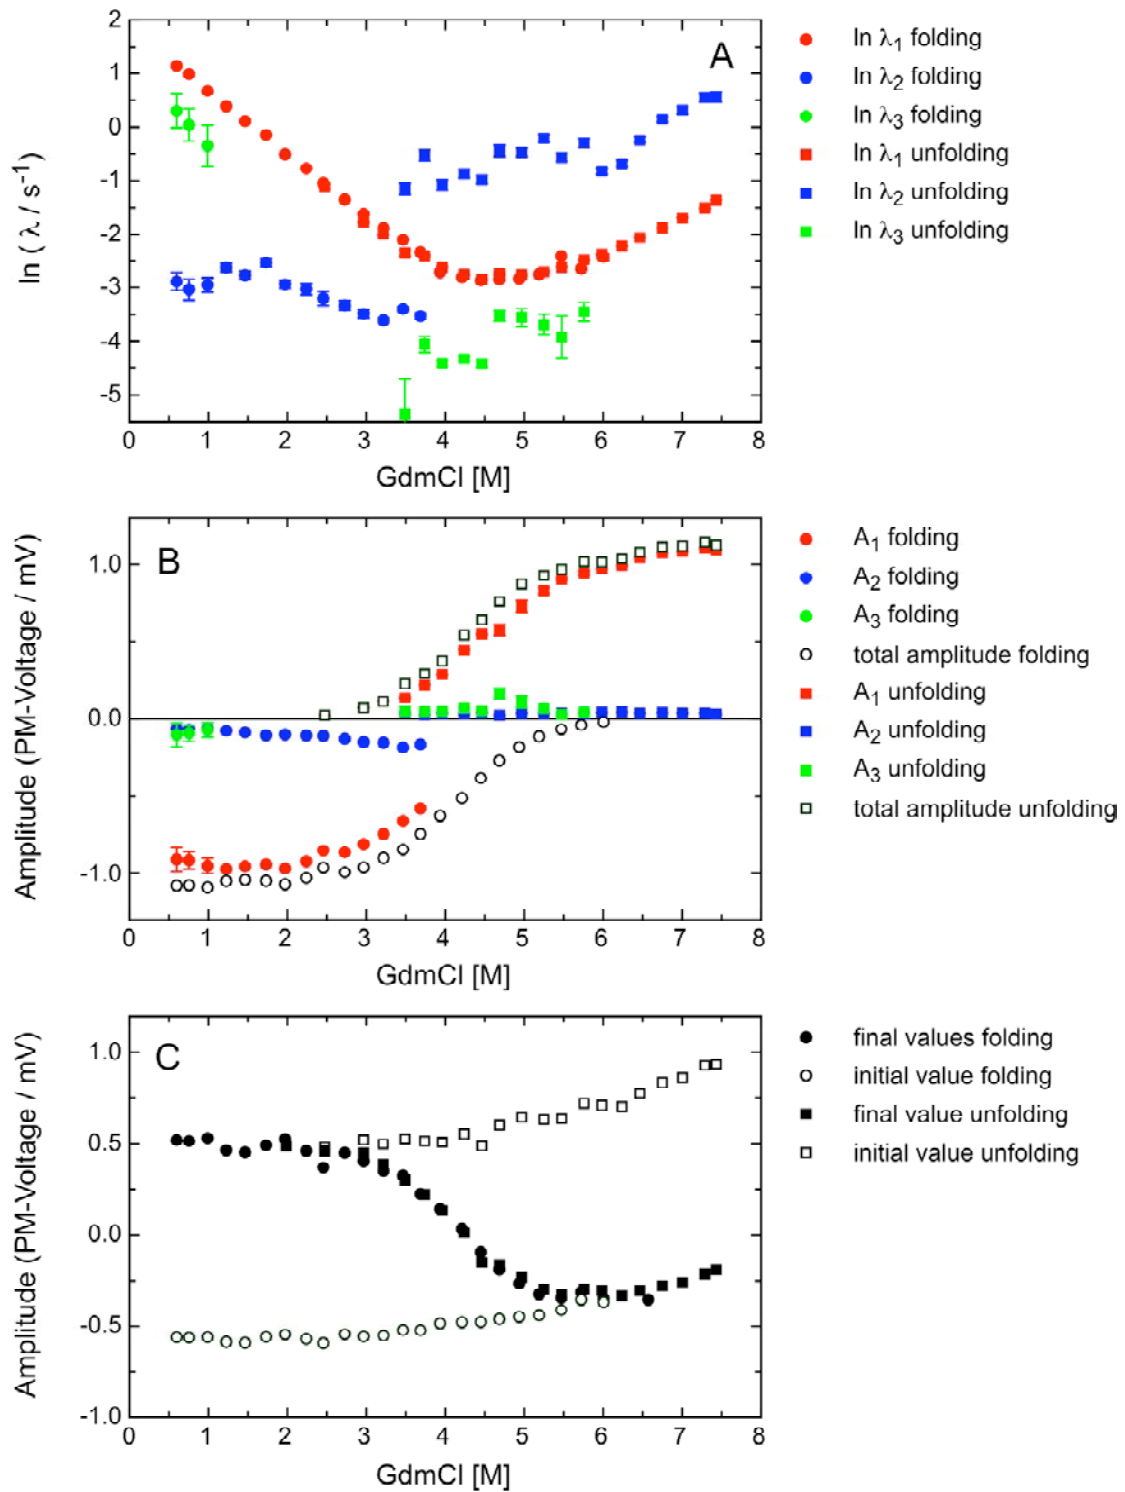 2
1
0
-1
-2
-3
-4
-5
ln ( λ / s⁻¹)
A
0 1 2 3 4 5 6 7 8
GdmCl [M]
ln λ₁ folding
ln λ₂ folding
ln λ₃ folding
ln λ₁ unfolding
ln λ₂ unfolding
ln λ₃ unfolding
1.0
0.0
-1.0
Amplitude (PM-Voltage / mV)
B
0 1 2 3 4 5 6 7 8
GdmCl [M]
A₁ folding
A₂ folding
A₃ folding
total amplitude folding
A₁ unfolding
A₂ unfolding
A₃ unfolding
total amplitude unfolding
1.0
0.5
0.0
-0.5
-1.0
Amplitude (PM-Voltage / mV)
C
0 1 2 3 4 5 6 7 8
GdmCl [M]
final values folding
initial value folding
final value unfolding
initial value unfolding